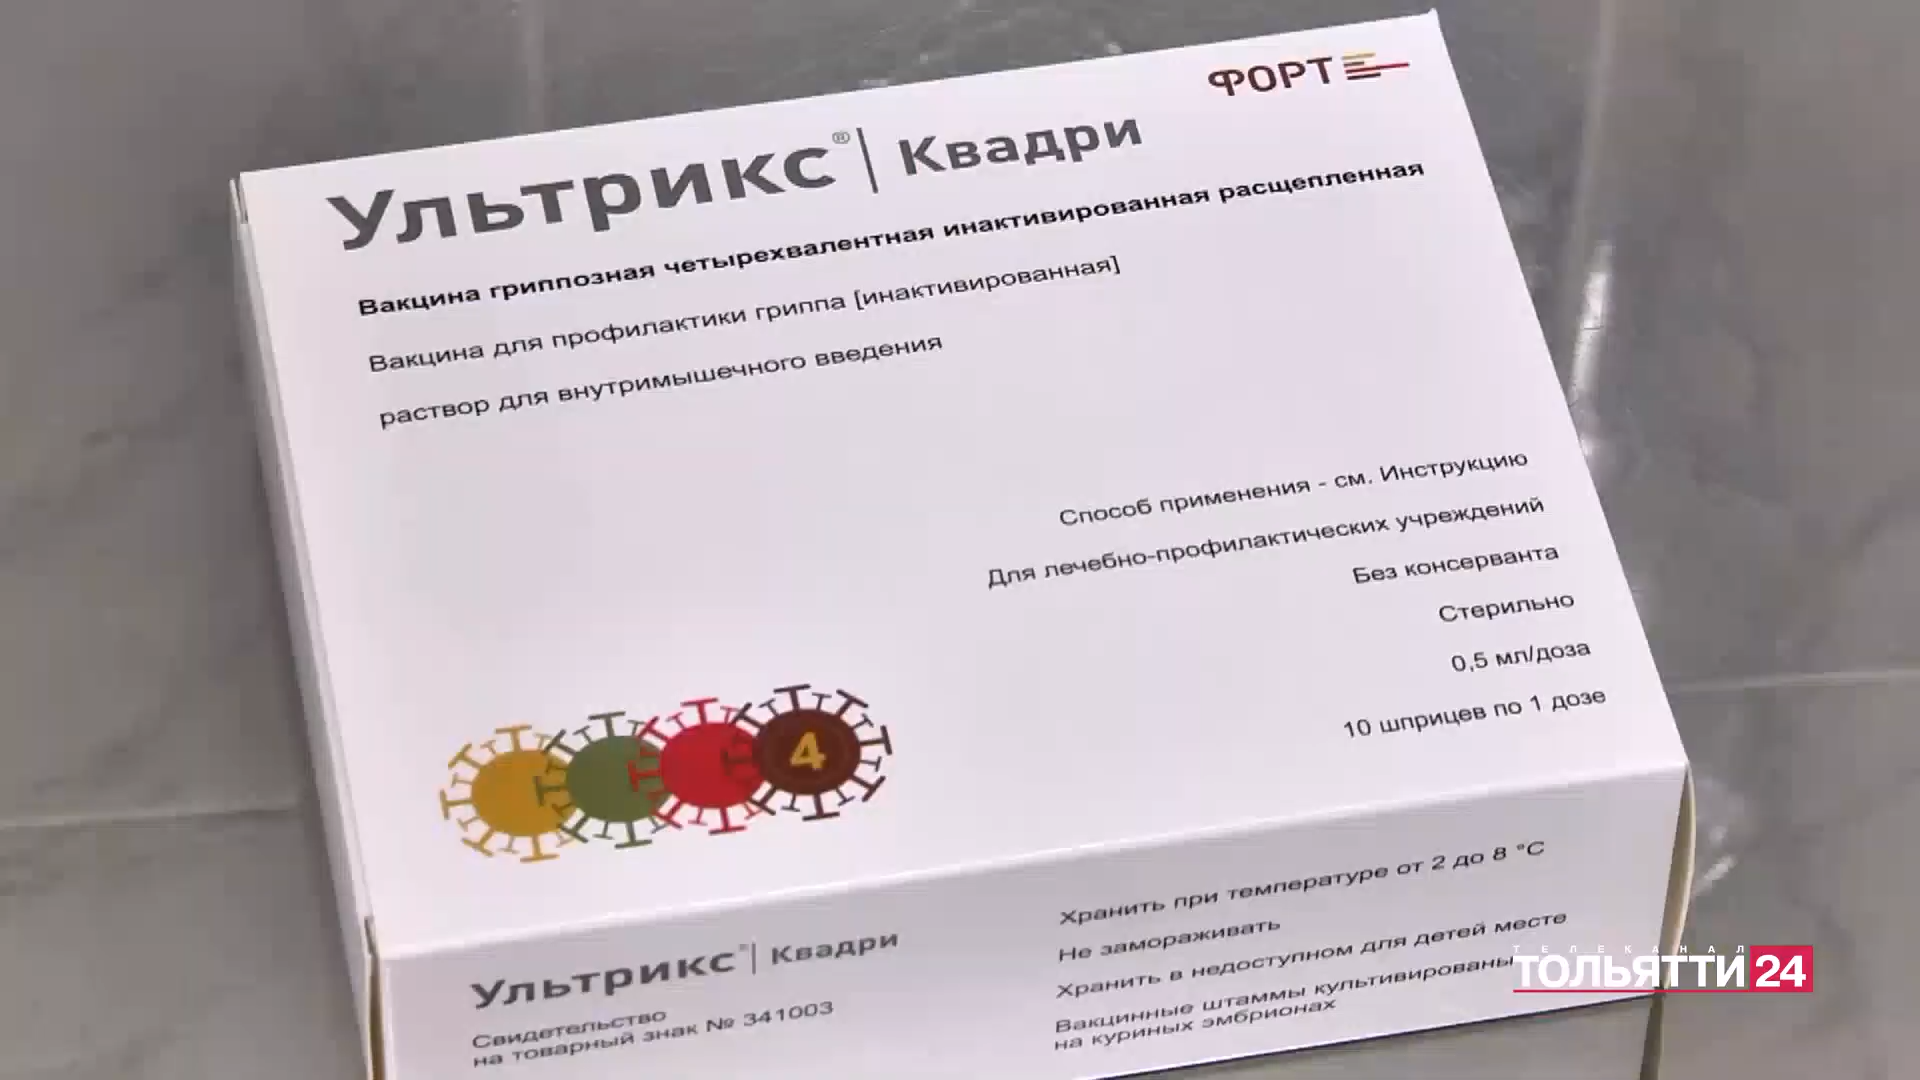 ФОРТ
Ультрикс® | Квадри
Вакцина гриппозная четырехвалентная инактивированная расщепленная
Вакцина для профилактики гриппа [инактивированная]
раствор для внутримышечного введения
Способ применения - см. Инструкцию
Для лечебно-профилактических учреждений
Без консерванта
Стерильно
0,5 мл/доза
10 шприцев по 1 дозе
4
Ультрикс® | Квадри
Свидетельство
на товарный знак № 341003
Хранить при температуре от 2 до 8 °С
Не замораживать
Хранить в недоступном для детей месте
Вакцинные штаммы культивированы
на куриных эмбрионах
ТЕЛЕКАНАЛ
ТОЛЬЯТТИ 24